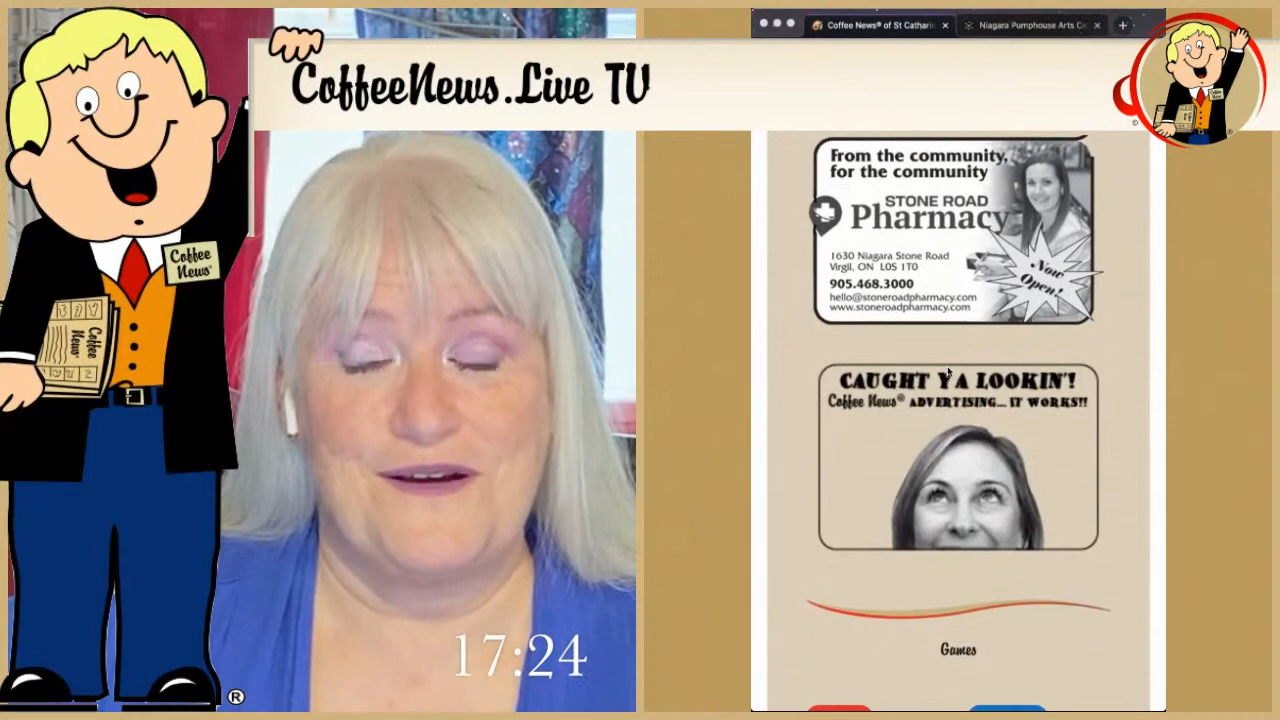 Coffee News® of St Catharin
Niagara Pumphouse Arts Ce
CoffeeNews.Live TV
Coffee
News®
Coffee
News
From the community,
for the community
STONE ROAD
Pharmacy
1630 Niagara Stone Road
Virgil, ON L0S 1T0
905.468.3000
hello@stoneroadpharmacy.com
www.stoneroadpharmacy.com
Now
Open!
CAUGHT YA LOOKIN'!
Coffee News® ADVERTISING... IT WORKS!!
17:24
Games
®